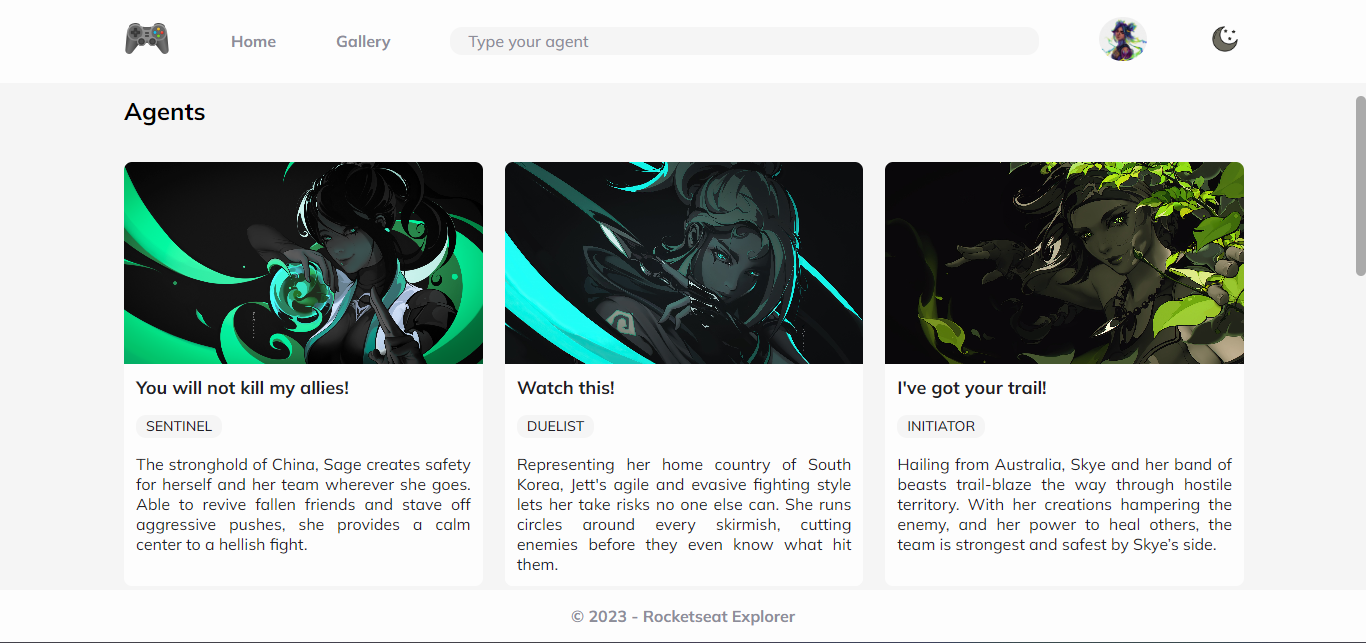 Home
Gallery
Type your agent
Agents
You will not kill my allies!
SENTINEL
The stronghold of China, Sage creates safety
for herself and her team wherever she goes.
Able to revive fallen friends and stave off
aggressive pushes, she provides a calm
center to a hellish fight.
Watch this!
DUELIST
Representing her home country of South
Korea, Jett's agile and evasive fighting style
lets her take risks no one else can. She runs
circles around every skirmish, cutting
enemies before they even know what hit
them.
I've got your trail!
INITIATOR
Hailing from Australia, Skye and her band of
beasts trail-blaze the way through hostile
territory. With her creations hampering the
enemy, and her power to heal others, the
team is strongest and safest by Skye’s side.
© 2023 - Rocketseat Explorer